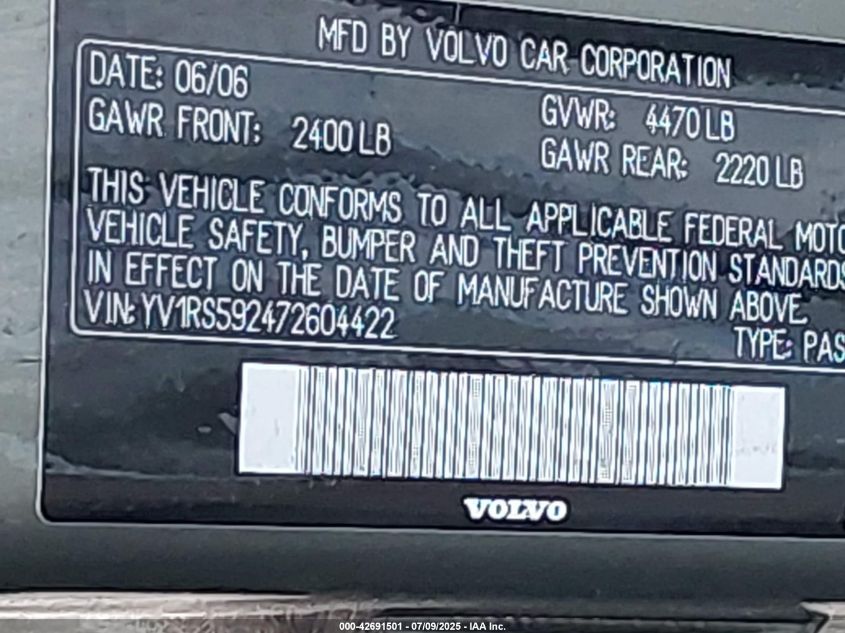 MFD BY VOLVO CAR CORPORATION
DATE: 06/06
GVWR: 4470 LB
GAWR FRONT: 2400 LB
GAWR REAR: 2220 LB
THIS VEHICLE CONFORMS TO ALL APPLICABLE FEDERAL MOTO
VEHICLE SAFETY, BUMPER AND THEFT PREVENTION STANDARDS
IN EFFECT ON THE DATE OF MANUFACTURE SHOWN ABOVE.
VIN: YV1RS592472604422
TYPE: PAS
VOLVO
000-42691501 - 07/09/2025 - IAA Inc.